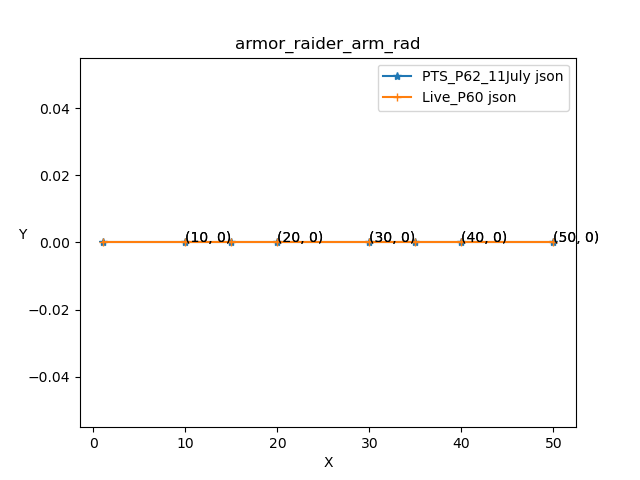 armor_raider_arm_rad
PTS_P62_11July json
Live_P60 json
0.04
0.02
0.00
−0.02
−0.04
Y
(10, 0) (20, 0) (30, 0) (40, 0) (50, 0)
0 10 20 30 40 50
X